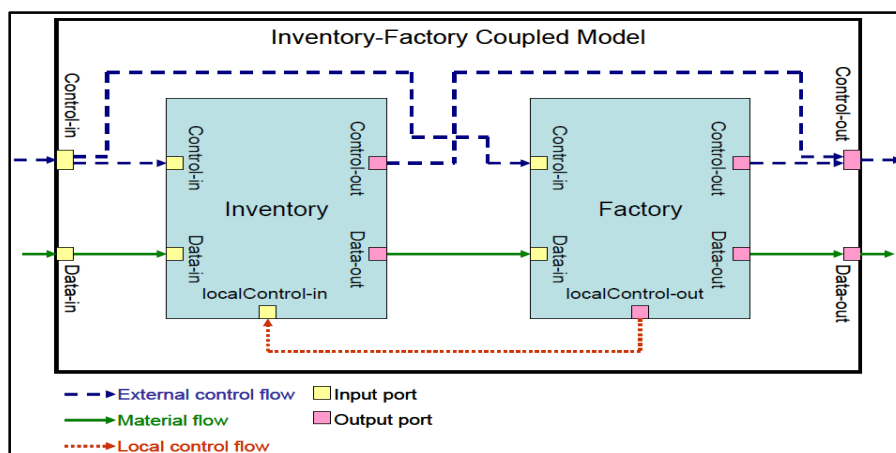 Inventory-Factory Coupled Model
Control-in
Control-out
Control-in
Control-out
Control-in
Control-out
Inventory
Factory
Data-in
Data-out
Data-in
Data-out
Data-in
Data-out
localControl-in
localControl-out
External control flow
Input port
Material flow
Output port
Local control flow